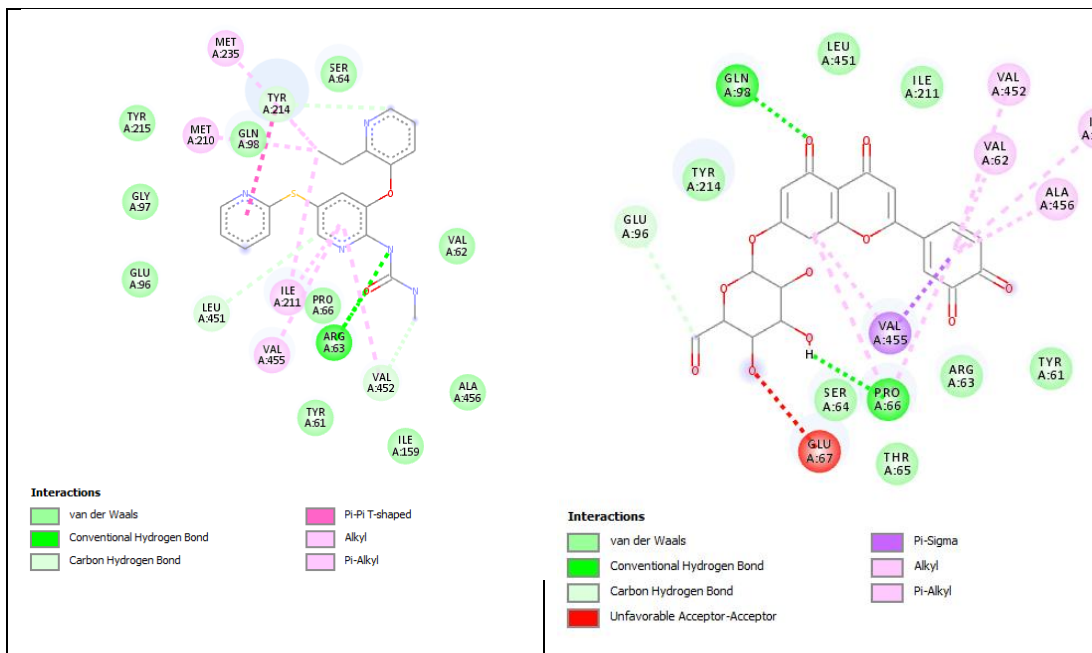 MET
A:235
SER
A:64
TYR
A:214
TYR
A:215
MET
A:210
GLN
A:98
N
GLY
A:97
N
S
O
N
N
VAL
A:62
GLU
A:96
ILE
A:211
PRO
A:66
O
N
LEU
A:451
ARG
A:63
VAL
A:455
VAL
A:452
ALA
A:456
TYR
A:61
ILE
A:159
Interactions
van der Waals
Conventional Hydrogen Bond
Carbon Hydrogen Bond
Pi-Pi T-shaped
Alkyl
Pi-Alkyl
LEU
A:451
GLN
A:98
ILE
A:211
VAL
A:452
O
O
VAL
A:62
TYR
A:214
ALA
A:456
GLU
A:96
O
O
O
O
O
O
O
VAL
A:455
O
O
H
ARG
A:63
TYR
A:61
SER
A:64
PRO
A:66
GLU
A:67
THR
A:65
Interactions
van der Waals
Conventional Hydrogen Bond
Carbon Hydrogen Bond
Unfavorable Acceptor-Acceptor
Pi-Sigma
Alkyl
Pi-Alkyl